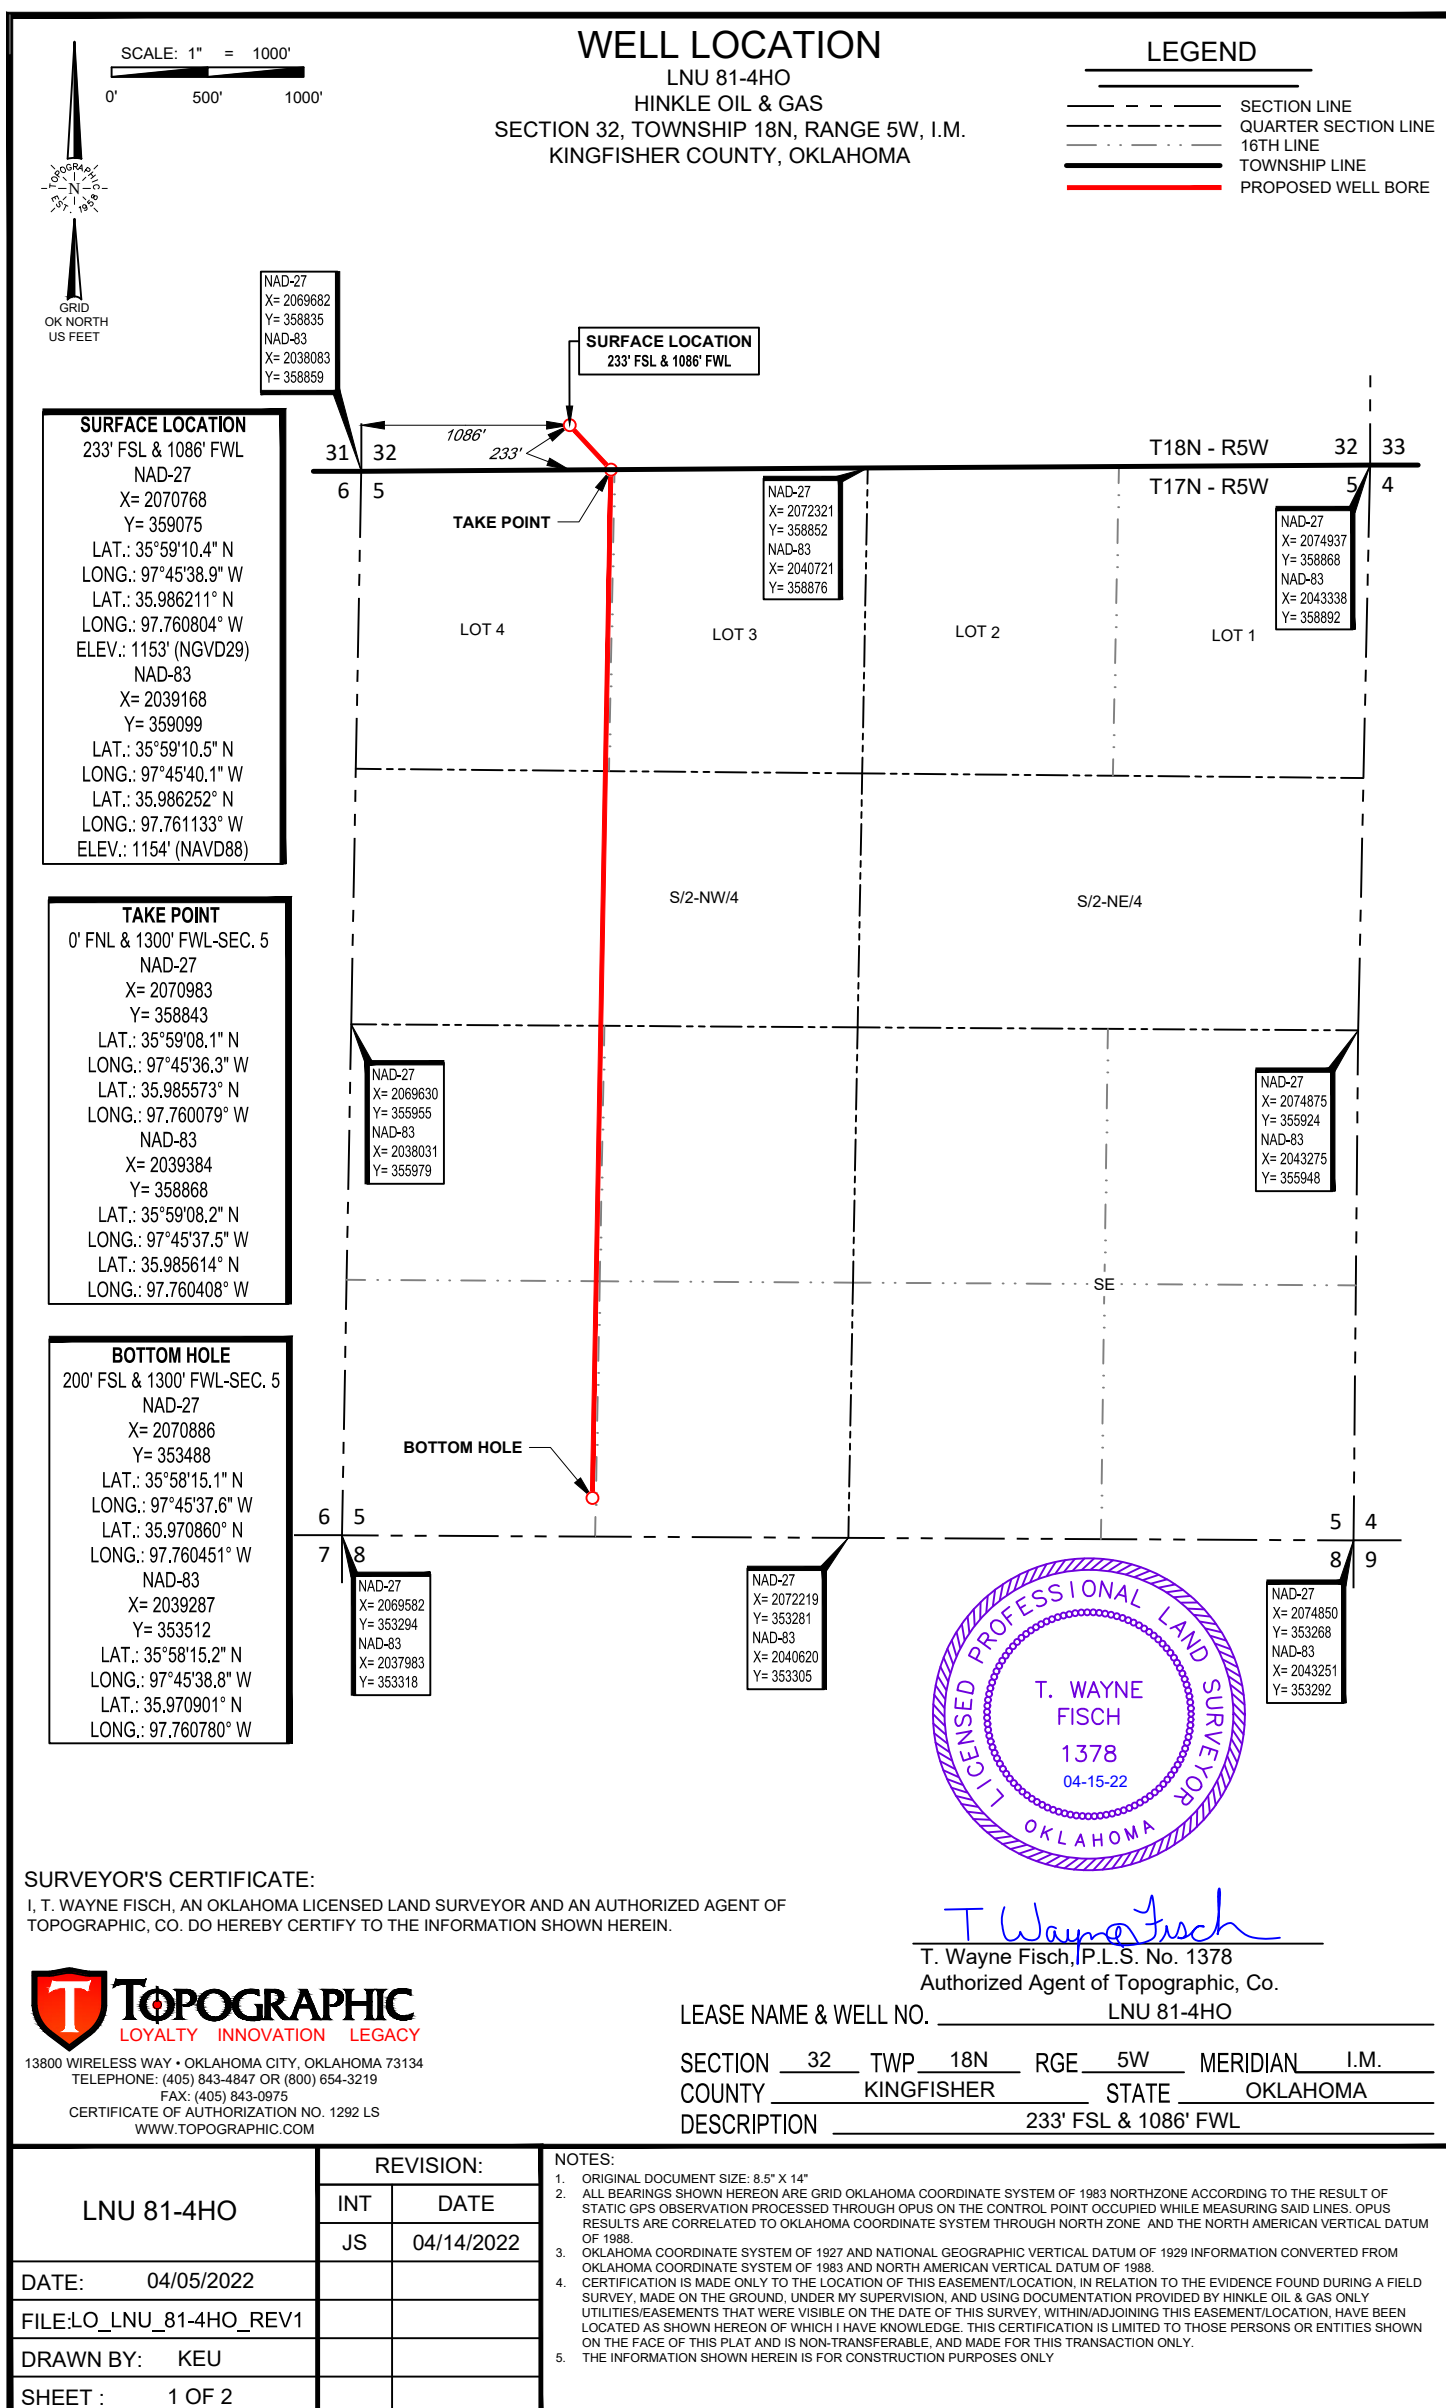 SCALE: 1" = 1000'
0' 500' 1000'
TOPOGRAPHIC
N
EST. 1958
GRID
OK NORTH
US FEET
WELL LOCATION
LNU 81-4HO
HINKLE OIL & GAS
SECTION 32, TOWNSHIP 18N, RANGE 5W, I.M.
KINGFISHER COUNTY, OKLAHOMA
LEGEND
SECTION LINE
QUARTER SECTION LINE
16TH LINE
TOWNSHIP LINE
PROPOSED WELL BORE
NAD-27
X= 2069682
Y= 358835
NAD-83
X= 2038083
Y= 358859
SURFACE LOCATION
233' FSL & 1086' FWL
1086'
233'
31 32
6 5
T18N - R5W 32 33
T17N - R5W 5 4
TAKE POINT
NAD-27
X= 2072321
Y= 358852
NAD-83
X= 2040721
Y= 358876
NAD-27
X= 2074937
Y= 358868
NAD-83
X= 2043338
Y= 358892
LOT 4 LOT 3 LOT 2 LOT 1
S/2-NW/4 S/2-NE/4
SURFACE LOCATION
233' FSL & 1086' FWL
NAD-27
X= 2070768
Y= 359075
LAT.: 35°59'10.4" N
LONG.: 97°45'38.9" W
LAT.: 35.986211° N
LONG.: 97.760804° W
ELEV.: 1153' (NGVD29)
NAD-83
X= 2039168
Y= 359099
LAT.: 35°59'10.5" N
LONG.: 97°45'40.1" W
LAT.: 35.986252° N
LONG.: 97.761133° W
ELEV.: 1154' (NAVD88)
TAKE POINT
0' FNL & 1300' FWL-SEC. 5
NAD-27
X= 2070983
Y= 358843
LAT.: 35°59'08.1" N
LONG.: 97°45'36.3" W
LAT.: 35.985573° N
LONG.: 97.760079° W
NAD-83
X= 2039384
Y= 358868
LAT.: 35°59'08.2" N
LONG.: 97°45'37.5" W
LAT.: 35.985614° N
LONG.: 97.760408° W
NAD-27
X= 2069630
Y= 355955
NAD-83
X= 2038031
Y= 355979
NAD-27
X= 2074875
Y= 355924
NAD-83
X= 2043275
Y= 355948
SE
BOTTOM HOLE
200' FSL & 1300' FWL-SEC. 5
NAD-27
X= 2070886
Y= 353488
LAT.: 35°58'15.1" N
LONG.: 97°45'37.6" W
LAT.: 35.970860° N
LONG.: 97.760451° W
NAD-83
X= 2039287
Y= 353512
LAT.: 35°58'15.2" N
LONG.: 97°45'38.8" W
LAT.: 35.970901° N
LONG.: 97.760780° W
BOTTOM HOLE
6 5
7 8
5 4
8 9
NAD-27
X= 2069582
Y= 353294
NAD-83
X= 2037983
Y= 353318
NAD-27
X= 2072219
Y= 353281
NAD-83
X= 2040620
Y= 353305
NAD-27
X= 2074850
Y= 353268
NAD-83
X= 2043251
Y= 353292
LICENSED PROFESSIONAL LAND SURVEYOR
T. WAYNE
FISCH
1378
04-15-22
OKLAHOMA
SURVEYOR'S CERTIFICATE:
I, T. WAYNE FISCH, AN OKLAHOMA LICENSED LAND SURVEYOR AND AN AUTHORIZED AGENT OF
TOPOGRAPHIC, CO. DO HEREBY CERTIFY TO THE INFORMATION SHOWN HEREIN.
T Wayne Fisch
T. Wayne Fisch, P.L.S. No. 1378
Authorized Agent of Topographic, Co.
T TOPOGRAPHIC
LOYALTY INNOVATION LEGACY
13800 WIRELESS WAY • OKLAHOMA CITY, OKLAHOMA 73134
TELEPHONE: (405) 843-4847 OR (800) 654-3219
FAX: (405) 843-0975
CERTIFICATE OF AUTHORIZATION NO. 1292 LS
WWW.TOPOGRAPHIC.COM
LEASE NAME & WELL NO. LNU 81-4HO
SECTION 32 TWP 18N RGE 5W MERIDIAN I.M.
COUNTY KINGFISHER STATE OKLAHOMA
DESCRIPTION 233' FSL & 1086' FWL
LNU 81-4HO
REVISION:
INT DATE
JS 04/14/2022
DATE: 04/05/2022
FILE:LO_LNU_81-4HO_REV1
DRAWN BY: KEU
SHEET : 1 OF 2
NOTES:
1. ORIGINAL DOCUMENT SIZE: 8.5" X 14"
2. ALL BEARINGS SHOWN HEREON ARE GRID OKLAHOMA COORDINATE SYSTEM OF 1983 NORTHZONE ACCORDING TO THE RESULT OF
STATIC GPS OBSERVATION PROCESSED THROUGH OPUS ON THE CONTROL POINT OCCUPIED WHILE MEASURING SAID LINES. OPUS
RESULTS ARE CORRELATED TO OKLAHOMA COORDINATE SYSTEM THROUGH NORTH ZONE AND THE NORTH AMERICAN VERTICAL DATUM
OF 1988.
3. OKLAHOMA COORDINATE SYSTEM OF 1927 AND NATIONAL GEOGRAPHIC VERTICAL DATUM OF 1929 INFORMATION CONVERTED FROM
OKLAHOMA COORDINATE SYSTEM OF 1983 AND NORTH AMERICAN VERTICAL DATUM OF 1988.
4. CERTIFICATION IS MADE ONLY TO THE LOCATION OF THIS EASEMENT/LOCATION, IN RELATION TO THE EVIDENCE FOUND DURING A FIELD
SURVEY, MADE ON THE GROUND, UNDER MY SUPERVISION, AND USING DOCUMENTATION PROVIDED BY HINKLE OIL & GAS ONLY
UTILITIES/EASEMENTS THAT WERE VISIBLE ON THE DATE OF THIS SURVEY, WITHIN/ADJOINING THIS EASEMENT/LOCATION, HAVE BEEN
LOCATED AS SHOWN HEREON OF WHICH I HAVE KNOWLEDGE. THIS CERTIFICATION IS LIMITED TO THOSE PERSONS OR ENTITIES SHOWN
ON THE FACE OF THIS PLAT AND IS NON-TRANSFERABLE, AND MADE FOR THIS TRANSACTION ONLY.
5. THE INFORMATION SHOWN HEREIN IS FOR CONSTRUCTION PURPOSES ONLY